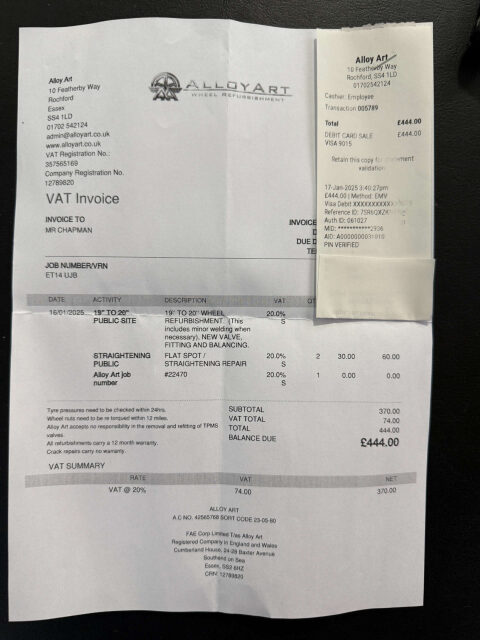 Alloy Art
10 Featherby Way
Rochford
Essex
SS4 1LD
01702 542124
admin@alloyart.co.uk
www.alloyart.co.uk
VAT Registration No.:
357565169
Company Registration No.
12789820
ALLOYART
WHEEL REFURBISHMENT
VAT Invoice
INVOICE TO
MR CHAPMAN
INVOICE
DUE
JOB NUMBER/VRN
ET14 UJB
DATE ACTIVITY DESCRIPTION VAT
16/01/2025 19" TO 20" 19" TO 20" WHEEL 20.0%
PUBLIC SITE REFURBISHMENT. (This S
includes minor welding when
necessary), NEW VALVE,
FITTING AND BALANCING.
STRAIGHTENING FLAT SPOT / 20.0% 2 30.00 60.00
PUBLIC STRAIGHTENING REPAIR S
Alloy Art job #22470 20.0% 1 0.00 0.00
number S
Tyre pressures need to be checked within 24hrs.
Wheel nuts need to be re torqued within 12 miles.
Alloy Art accepts no responsibility in the removal and refitting of TPMS
valves.
All refurbishments carry a 12 month warranty.
Crack repairs carry no warranty.
SUBTOTAL 370.00
VAT TOTAL 74.00
TOTAL 444.00
BALANCE DUE £444.00
VAT SUMMARY
RATE VAT NET
VAT @ 20% 74.00 370.00
ALLOY ART
A.C NO. 42565768 SORT CODE 23-05-80
FAE Corp Limited T/as Alloy Art
Registered Company in England and Wales
Cumberland House, 24-28 Baxter Avenue
Southend on Sea
Essex, SS2 6HZ
CRN: 12789820
Alloy Art
10 Featherby Way
Rochford, SS4 1LD
01702542124
Cashier: Employee
Transaction 005789
Total £444.00
DEBIT CARD SALE £444.00
VISA 9015
Retain this copy for statement
validation
17-Jan-2025 3:40:27pm
£444.00 | Method: EMV
Visa Debit
Reference ID:
Auth ID: 061027
MID: ***********2936
AID:
PIN VERIFIED